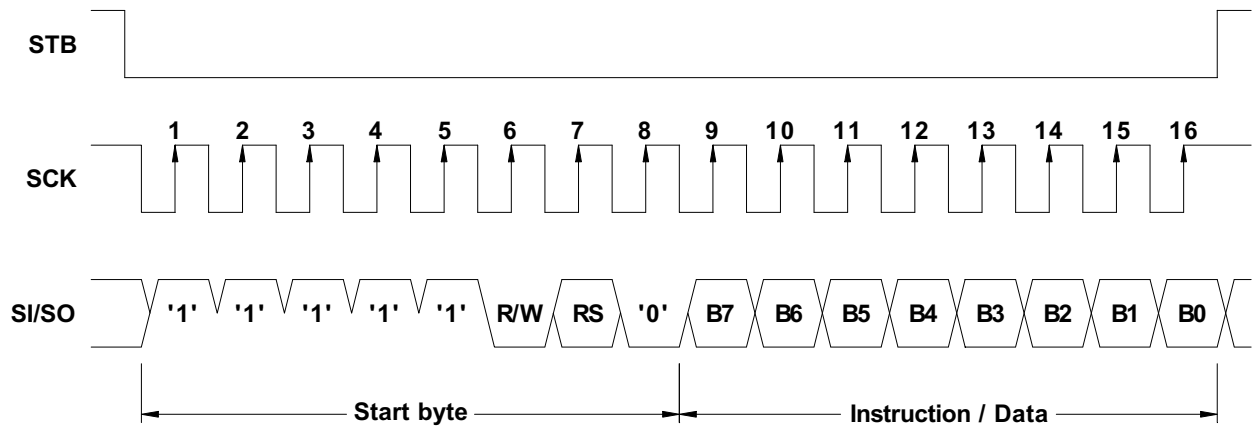 STB
1 2 3 4 5 6 7 8 9 10 11 12 13 14 15 16
SCK
SI/SO '1' '1' '1' '1' '1' R/W RS '0' B7 B6 B5 B4 B3 B2 B1 B0
Start byte Instruction / Data